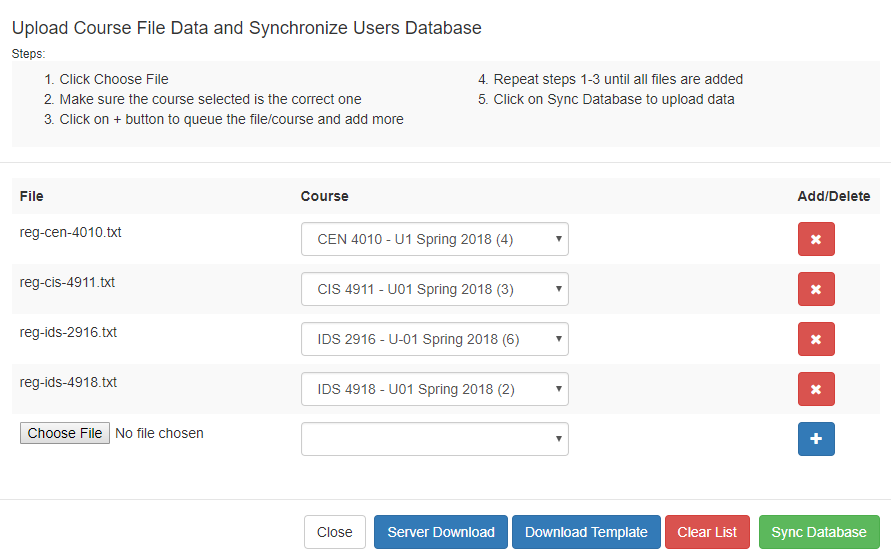 Upload Course File Data and Synchronize Users Database
Steps:
1. Click Choose File
2. Make sure the course selected is the correct one
3. Click on + button to queue the file/course and add more
4. Repeat steps 1-3 until all files are added
5. Click on Sync Database to upload data
File Course Add/Delete
reg-cen-4010.txt CEN 4010 - U1 Spring 2018 (4)
reg-cis-4911.txt CIS 4911 - U01 Spring 2018 (3)
reg-ids-2916.txt IDS 2916 - U-01 Spring 2018 (6)
reg-ids-4918.txt IDS 4918 - U01 Spring 2018 (2)
Choose File No file chosen
Close Server Download Download Template Clear List Sync Database